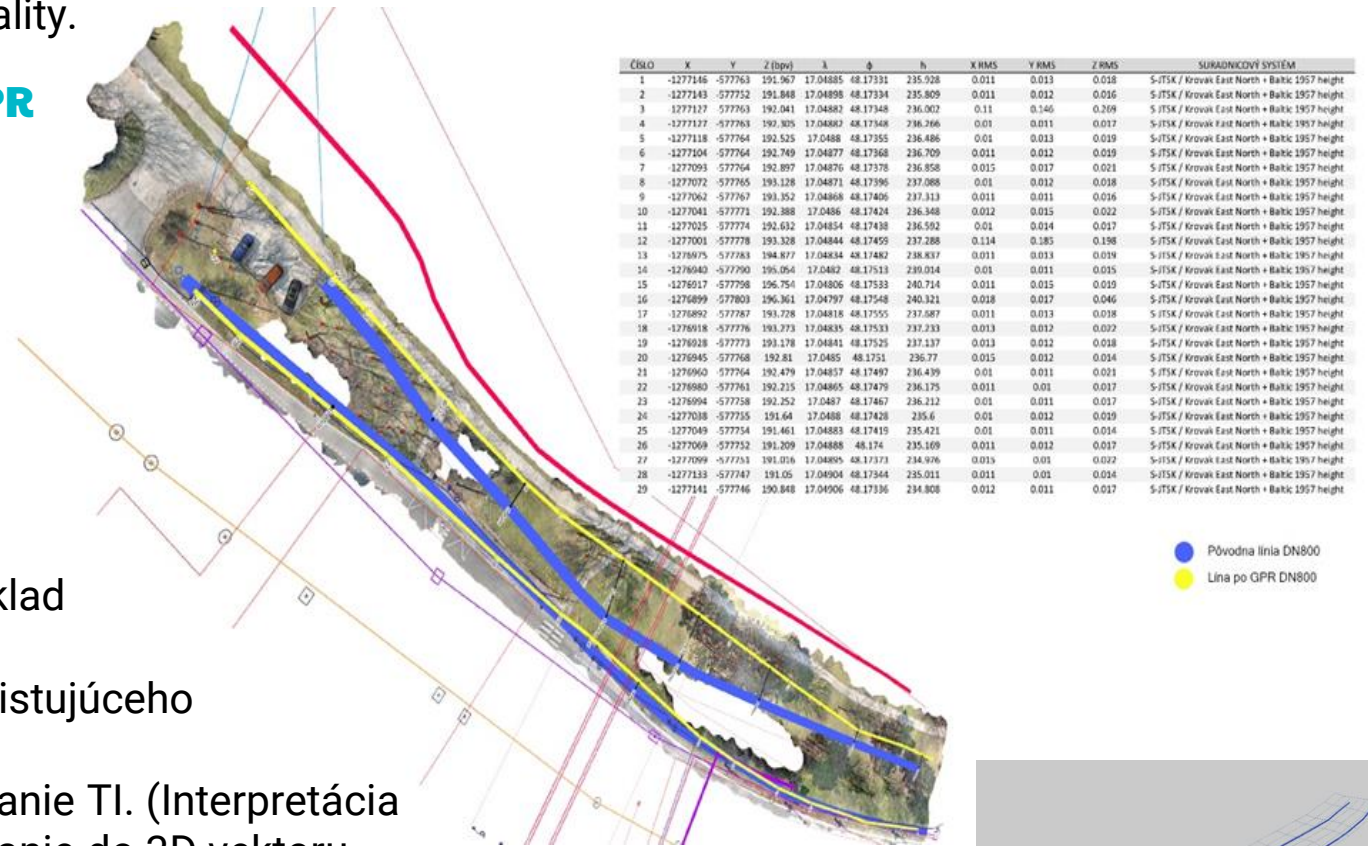 ality.
PR
ČÍSLO X Y Z (bpv) λ ϕ h X RMS Y RMS Z RMS SÚRADNICOVÝ SYSTÉM
1 -1277146 -577763 191.967 17.04885 48.17331 235.928 0.011 0.013 0.018 S-JTSK / Krovak East North + Baltic 1957 height
2 -1277143 -577752 191.848 17.04898 48.17334 235.809 0.011 0.012 0.016 S-JTSK / Krovak East North + Baltic 1957 height
3 -1277127 -577763 192.041 17.04882 48.17348 236.002 0.11 0.146 0.269 S-JTSK / Krovak East North + Baltic 1957 height
4 -1277127 -577763 192.305 17.04882 48.17348 236.266 0.01 0.011 0.017 S-JTSK / Krovak East North + Baltic 1957 height
5 -1277118 -577764 192.525 17.0488 48.17355 236.486 0.01 0.013 0.019 S-JTSK / Krovak East North + Baltic 1957 height
6 -1277104 -577764 192.749 17.04877 48.17368 236.709 0.011 0.012 0.019 S-JTSK / Krovak East North + Baltic 1957 height
7 -1277093 -577764 192.897 17.04876 48.17378 236.858 0.015 0.017 0.021 S-JTSK / Krovak East North + Baltic 1957 height
8 -1277072 -577765 193.128 17.04871 48.17396 237.088 0.01 0.012 0.018 S-JTSK / Krovak East North + Baltic 1957 height
9 -1277062 -577767 193.352 17.04868 48.17406 237.313 0.011 0.011 0.016 S-JTSK / Krovak East North + Baltic 1957 height
10 -1277041 -577771 192.388 17.0486 48.17424 236.348 0.012 0.015 0.022 S-JTSK / Krovak East North + Baltic 1957 height
11 -1277025 -577774 192.632 17.04854 48.17438 236.592 0.01 0.014 0.017 S-JTSK / Krovak East North + Baltic 1957 height
12 -1277001 -577778 193.328 17.04844 48.17459 237.288 0.114 0.185 0.198 S-JTSK / Krovak East North + Baltic 1957 height
13 -1276975 -577783 194.877 17.04834 48.17482 238.837 0.011 0.013 0.019 S-JTSK / Krovak East North + Baltic 1957 height
14 -1276940 -577790 195.054 17.0482 48.17513 239.014 0.01 0.011 0.015 S-JTSK / Krovak East North + Baltic 1957 height
15 -1276917 -577798 196.754 17.04806 48.17533 240.714 0.011 0.015 0.019 S-JTSK / Krovak East North + Baltic 1957 height
16 -1276899 -577803 196.361 17.04797 48.17548 240.321 0.018 0.017 0.046 S-JTSK / Krovak East North + Baltic 1957 height
17 -1276892 -577787 193.728 17.04818 48.17555 237.687 0.011 0.013 0.018 S-JTSK / Krovak East North + Baltic 1957 height
18 -1276918 -577776 193.273 17.04835 48.17533 237.233 0.013 0.012 0.022 S-JTSK / Krovak East North + Baltic 1957 height
19 -1276928 -577773 193.178 17.04841 48.17525 237.137 0.013 0.012 0.018 S-JTSK / Krovak East North + Baltic 1957 height
20 -1276945 -577768 192.81 17.0485 48.1751 236.77 0.015 0.012 0.014 S-JTSK / Krovak East North + Baltic 1957 height
21 -1276960 -577764 192.479 17.04857 48.17497 236.439 0.01 0.011 0.021 S-JTSK / Krovak East North + Baltic 1957 height
22 -1276980 -577761 192.215 17.04865 48.17479 236.175 0.011 0.01 0.017 S-JTSK / Krovak East North + Baltic 1957 height
23 -1276994 -577758 192.252 17.0487 48.17467 236.212 0.01 0.011 0.017 S-JTSK / Krovak East North + Baltic 1957 height
24 -1277038 -577755 191.64 17.0488 48.17428 235.6 0.01 0.012 0.019 S-JTSK / Krovak East North + Baltic 1957 height
25 -1277049 -577754 191.461 17.04883 48.17419 235.421 0.01 0.011 0.014 S-JTSK / Krovak East North + Baltic 1957 height
26 -1277069 -577752 191.209 17.04888 48.174 235.169 0.011 0.012 0.017 S-JTSK / Krovak East North + Baltic 1957 height
27 -1277099 -577751 191.016 17.04895 48.17373 234.976 0.015 0.01 0.022 S-JTSK / Krovak East North + Baltic 1957 height
28 -1277133 -577747 191.05 17.04904 48.17344 235.011 0.011 0.01 0.014 S-JTSK / Krovak East North + Baltic 1957 height
29 -1277141 -577746 190.848 17.04906 48.17336 234.808 0.012 0.011 0.017 S-JTSK / Krovak East North + Baltic 1957 height
Pôvodna línia DN800
Lína po GPR DN800
klad
istujúceho
anie TI. (Interpretácia